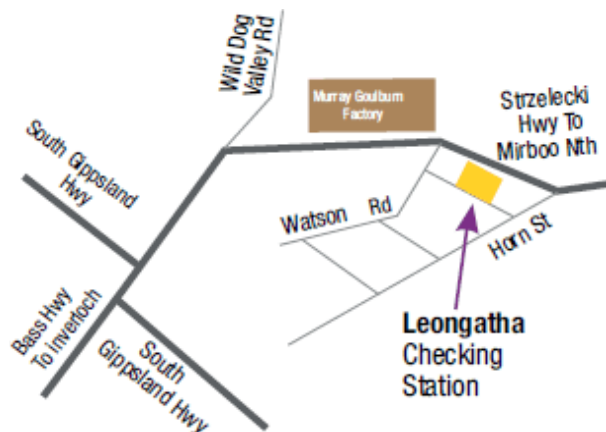 Wild Dog
Valley Rd
Murray Goulburn
Factory
Strzelecki
Hwy To
Mirboo Nth
South Gippsland
Hwy
Watson Rd
Horn St
Bass Hwy
To inverloch
South
Gippsland Hwy
Leongatha
Checking
Station